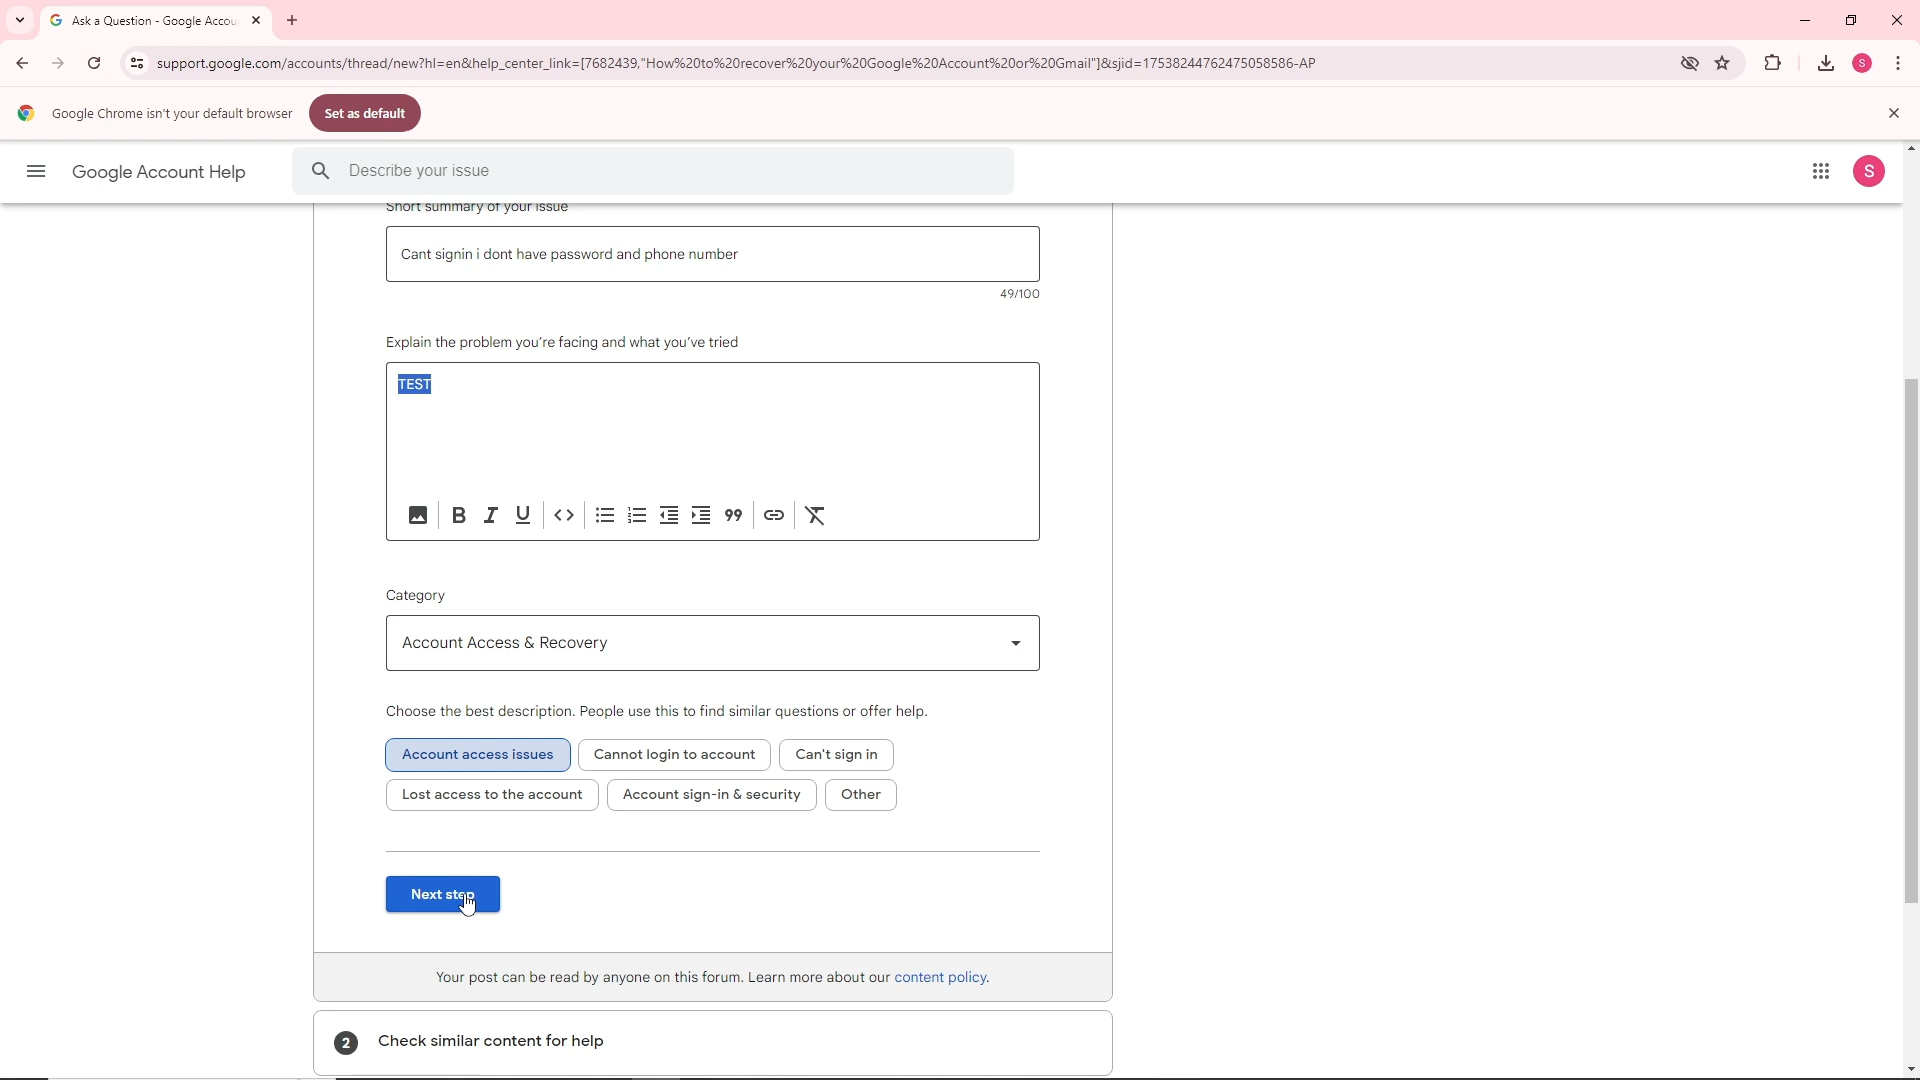 Ask a Question - Google Accou
support.google.com/accounts/thread/new?hl=en&help_center_link=[7682439,"How%20to%20recover%20your%20Google%20Account%20or%20Gmail"]&sjid=17538244762475058586-AP
S
Google Chrome isn't your default browser
Set as default
Google Account Help
Describe your issue
S
Short summary of your issue
Cant signin i dont have password and phone number
49/100
Explain the problem you're facing and what you've tried
TEST
Category
Account Access & Recovery
Choose the best description. People use this to find similar questions or offer help.
Account access issues
Cannot login to account
Can't sign in
Lost access to the account
Account sign-in & security
Other
Next step
Your post can be read by anyone on this forum. Learn more about our content policy.
2 Check similar content for help